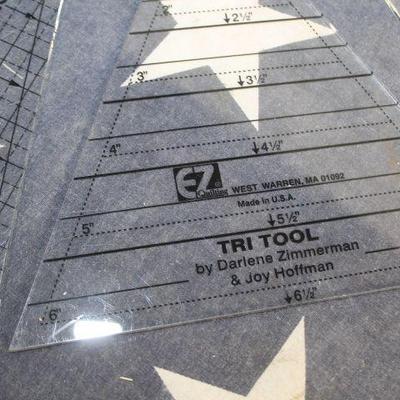 2"
↓2½"
3"
↓3½"
4"
↓4½"
EZ Quilting ® WEST WARREN, MA 01092
Made in U.S.A.
5"
↓5½"
TRI TOOL
by Darlene Zimmerman
& Joy Hoffman
6"
↓6½"